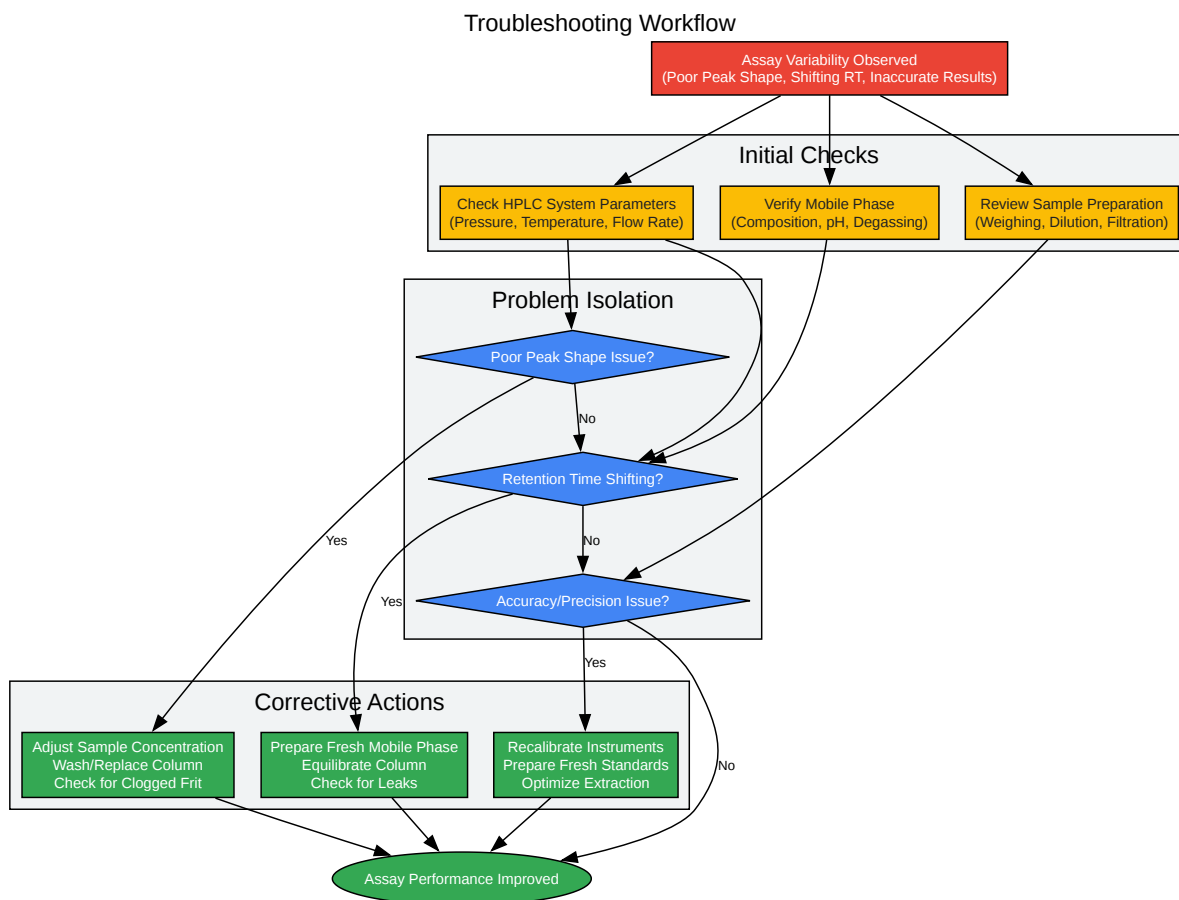 Troubleshooting Workflow
Assay Variability Observed
(Poor Peak Shape, Shifting RT, Inaccurate Results)
Initial Checks
Check HPLC System Parameters
(Pressure, Temperature, Flow Rate)
Verify Mobile Phase
(Composition, pH, Degassing)
Review Sample Preparation
(Weighing, Dilution, Filtration)
Problem Isolation
Poor Peak Shape Issue?
No
Retention Time Shifting?
Yes
No
Yes
Accuracy/Precision Issue?
Yes
Corrective Actions
Adjust Sample Concentration
Wash/Replace Column
Check for Clogged Frit
Prepare Fresh Mobile Phase
Equilibrate Column
Check for Leaks
Recalibrate Instruments
Prepare Fresh Standards
Optimize Extraction
No
Assay Performance Improved